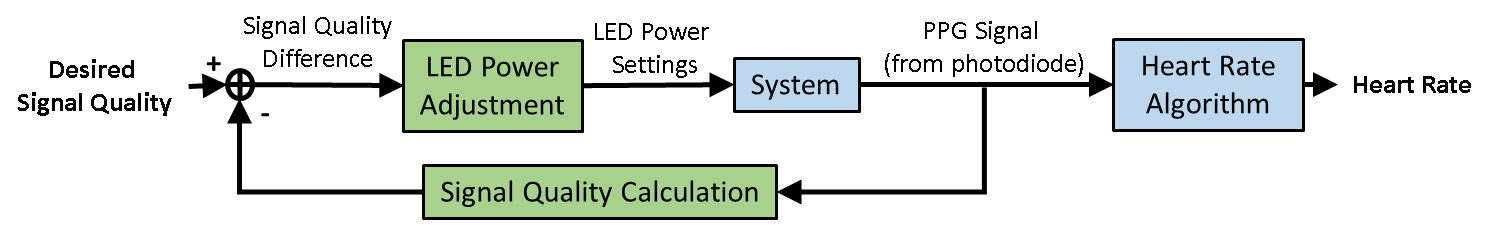 Desired
Signal Quality
+
-
Signal Quality
Difference
LED Power
Adjustment
LED Power
Settings
System
PPG Signal
(from photodiode)
Heart Rate
Algorithm
Heart Rate
Signal Quality Calculation